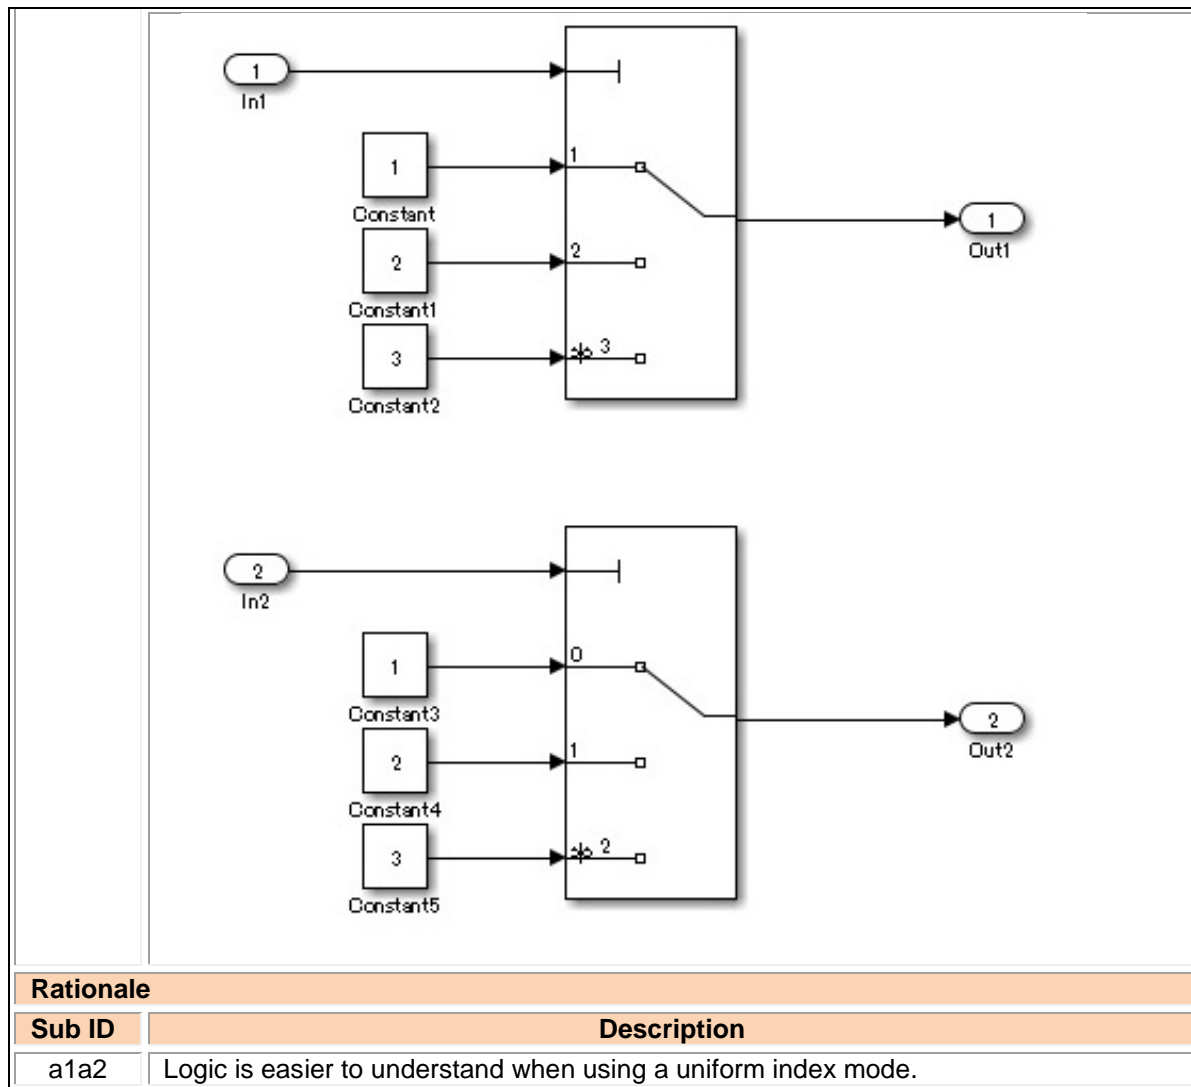 1
In1
1
1
Constant
1
Out1
2
2
Constant1
3
* 3
Constant2
2
In2
1
0
Constant3
2
Out2
2
1
Constant4
3
* 2
Constant5
Rationale
Sub ID Description
a1a2 Logic is easier to understand when using a uniform index mode.